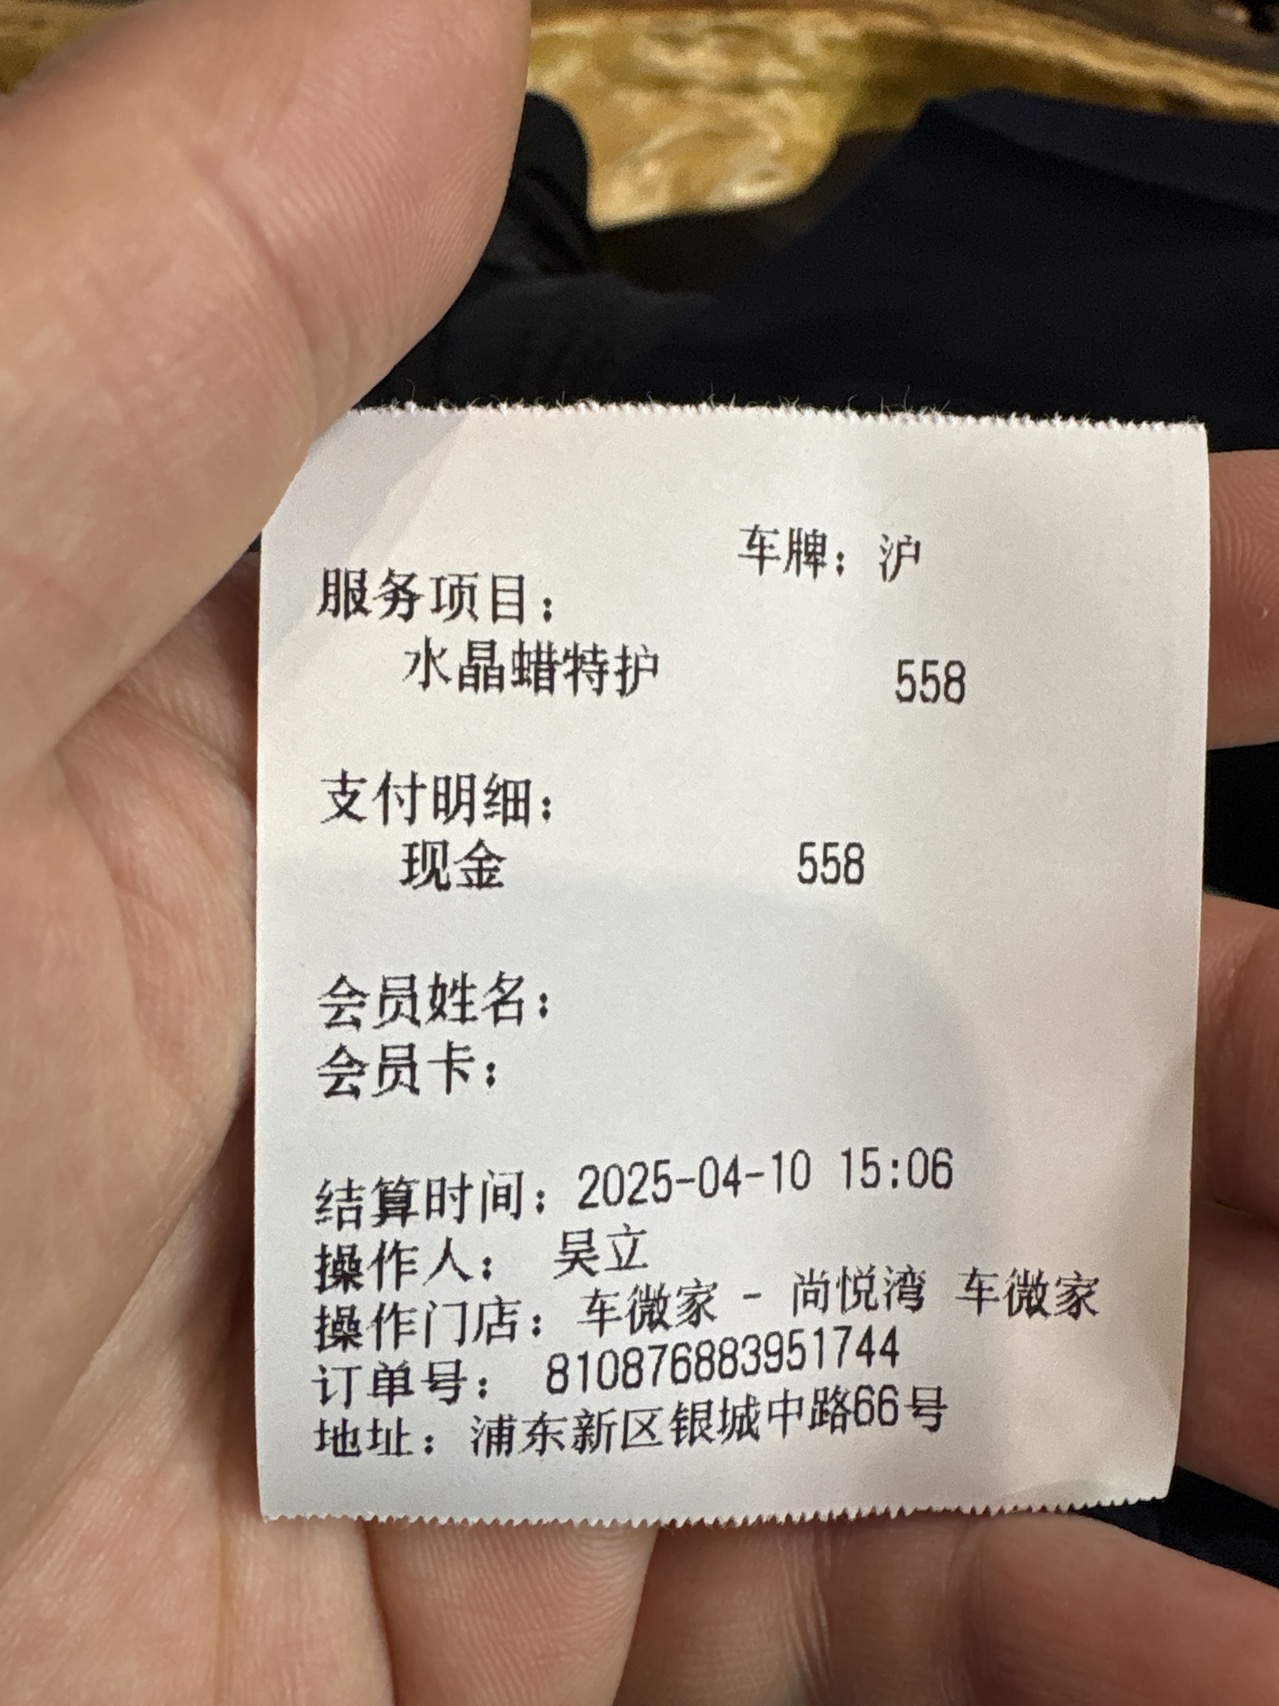 车牌：沪
服务项目：
水晶蜡特护 558
支付明细：
现金 558
会员姓名：
会员卡：
结算时间：2025-04-10 15:06
操作人： 吴立
操作门店：车微家 - 尚悦湾 车微家
订单号： 810876883951744
地址：浦东新区银城中路66号